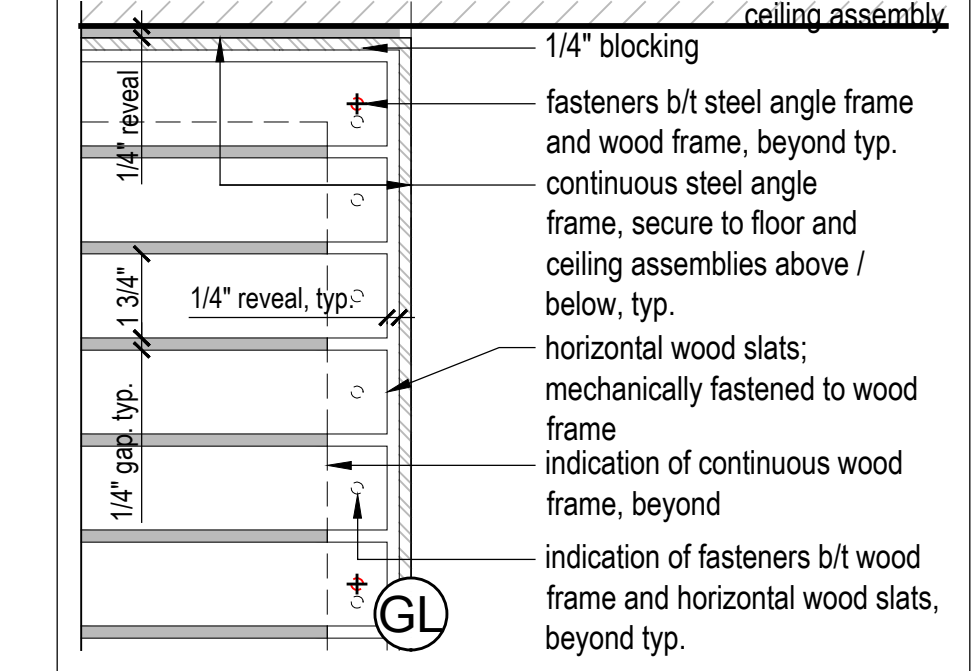 ceiling assembly
1/4" blocking
fasteners b/t steel angle frame
and wood frame, beyond typ.
continuous steel angle
frame, secure to floor and
ceiling assemblies above /
below, typ.
horizontal wood slats;
mechanically fastened to wood
frame
indication of continuous wood
frame, beyond
indication of fasteners b/t wood
frame and horizontal wood slats,
beyond typ.
1/4" reveal
1 3/4"
1/4" reveal, typ.
1/4" gap. typ.
GL